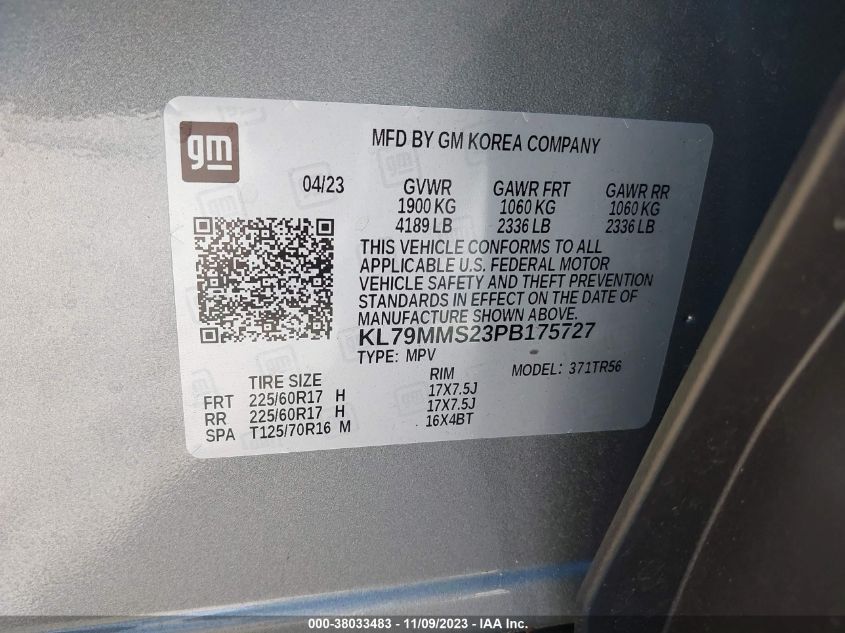 gm
MFD BY GM KOREA COMPANY
04/23 GVWR GAWR FRT GAWR RR
1900 KG 1060 KG 1060 KG
4189 LB 2336 LB 2336 LB
THIS VEHICLE CONFORMS TO ALL
APPLICABLE U.S. FEDERAL MOTOR
VEHICLE SAFETY AND THEFT PREVENTION
STANDARDS IN EFFECT ON THE DATE OF
MANUFACTURE SHOWN ABOVE.
KL79MMS23PB175727
TYPE: MPV MODEL: 371TR56
TIRE SIZE RIM
FRT 225/60R17 H 17X7.5J
RR 225/60R17 H 17X7.5J
SPA T125/70R16 M 16X4BT
000-38033483 - 11/09/2023 - IAA Inc.